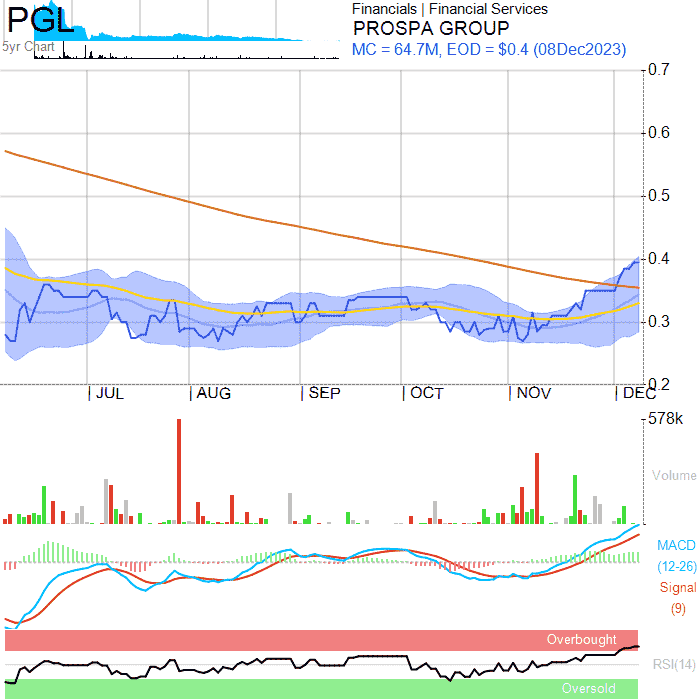 PGL
5yr Chart
Financials | Financial Services
PROSPA GROUP
MC = 64.7M, EOD = $0.4 (08Dec2023)
0.7
0.6
0.5
0.4
0.3
0.2
JUL AUG SEP OCT NOV DEC
578k
Volume
MACD
(12-26)
Signal
(9)
Overbought
RSI(14)
Oversold